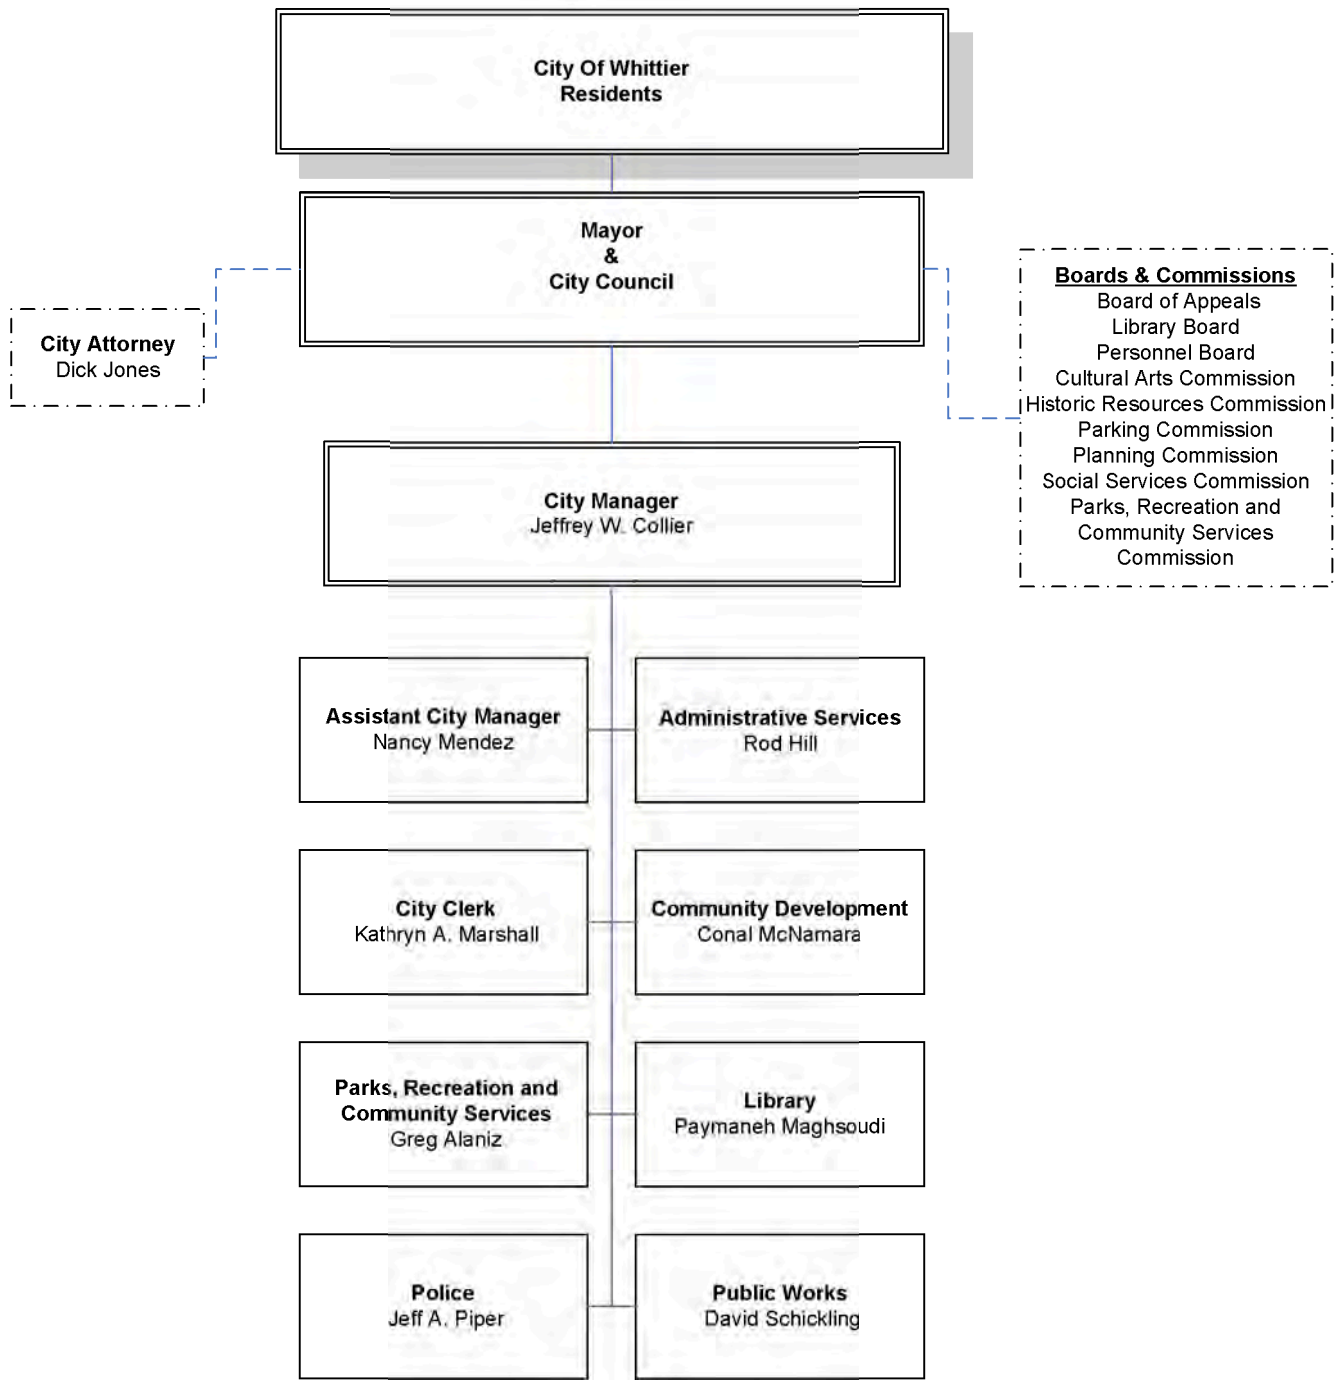 City Of Whittier
Residents
Mayor
&
City Council
City Attorney
Dick Jones
Boards & Commissions
Board of Appeals
Library Board
Personnel Board
Cultural Arts Commission
Historic Resources Commission
Parking Commission
Planning Commission
Social Services Commission
Parks, Recreation and
Community Services
Commission
City Manager
Jeffrey W. Collier
Assistant City Manager
Nancy Mendez
Administrative Services
Rod Hill
City Clerk
Kathryn A. Marshall
Community Development
Conal McNamara
Parks, Recreation and
Community Services
Greg Alaniz
Library
Paymaneh Maghsoudi
Police
Jeff A. Piper
Public Works
David Schickling